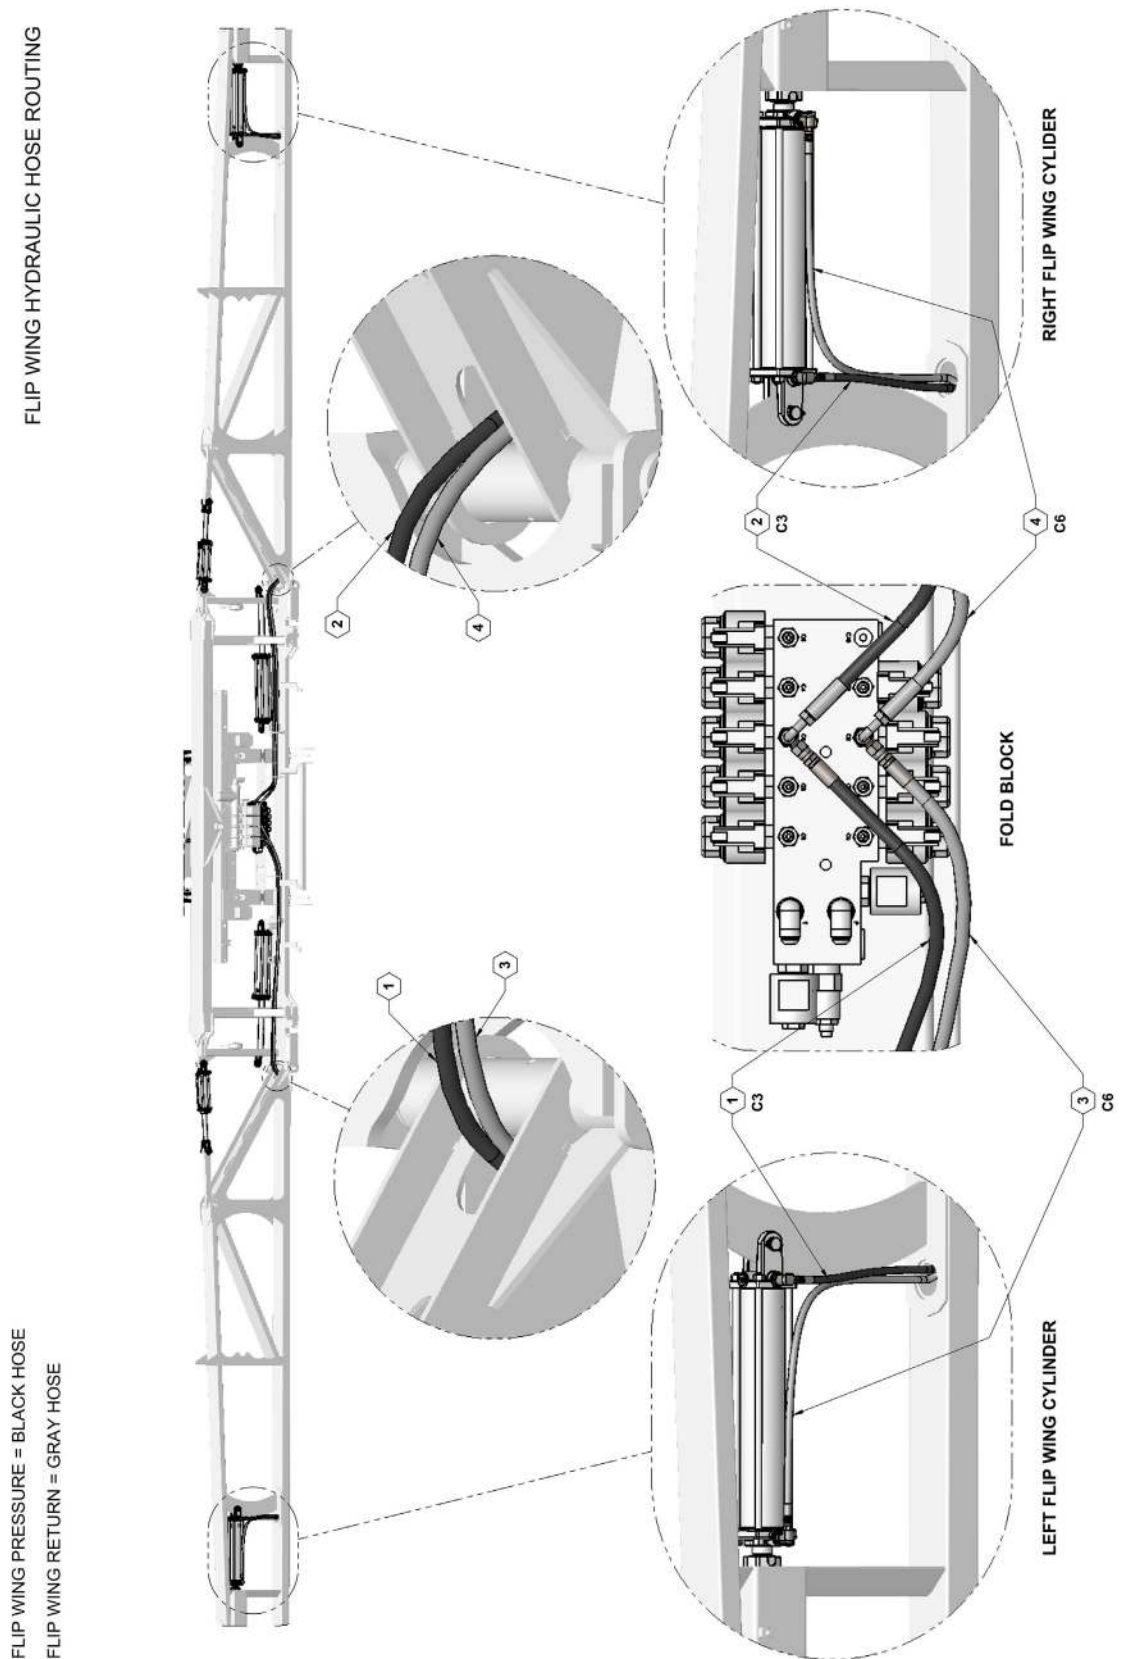 FLIP WING HYDRAULIC HOSE ROUTING
FLIP WING PRESSURE = BLACK HOSE
FLIP WING RETURN = GRAY HOSE
1
3
2
4
1
C3
3
C6
2
C3
4
C6
LEFT FLIP WING CYLINDER
FOLD BLOCK
RIGHT FLIP WING CYLIDER